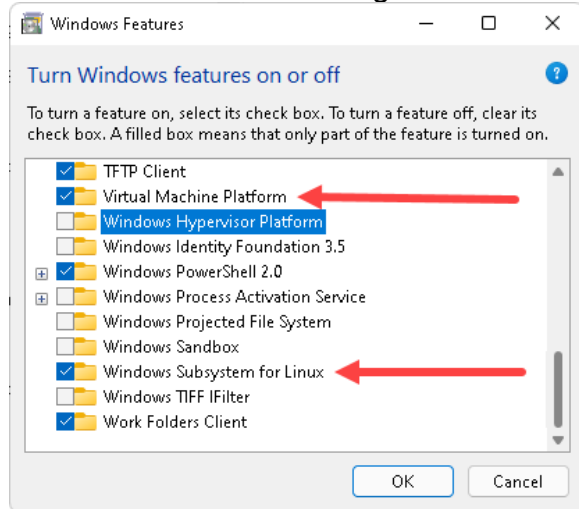 Windows Features
Turn Windows features on or off
To turn a feature on, select its check box. To turn a feature off, clear its
check box. A filled box means that only part of the feature is turned on.
TFTP Client
Virtual Machine Platform
Windows Hypervisor Platform
Windows Identity Foundation 3.5
Windows PowerShell 2.0
Windows Process Activation Service
Windows Projected File System
Windows Sandbox
Windows Subsystem for Linux
Windows TIFF IFilter
Work Folders Client
OK Cancel